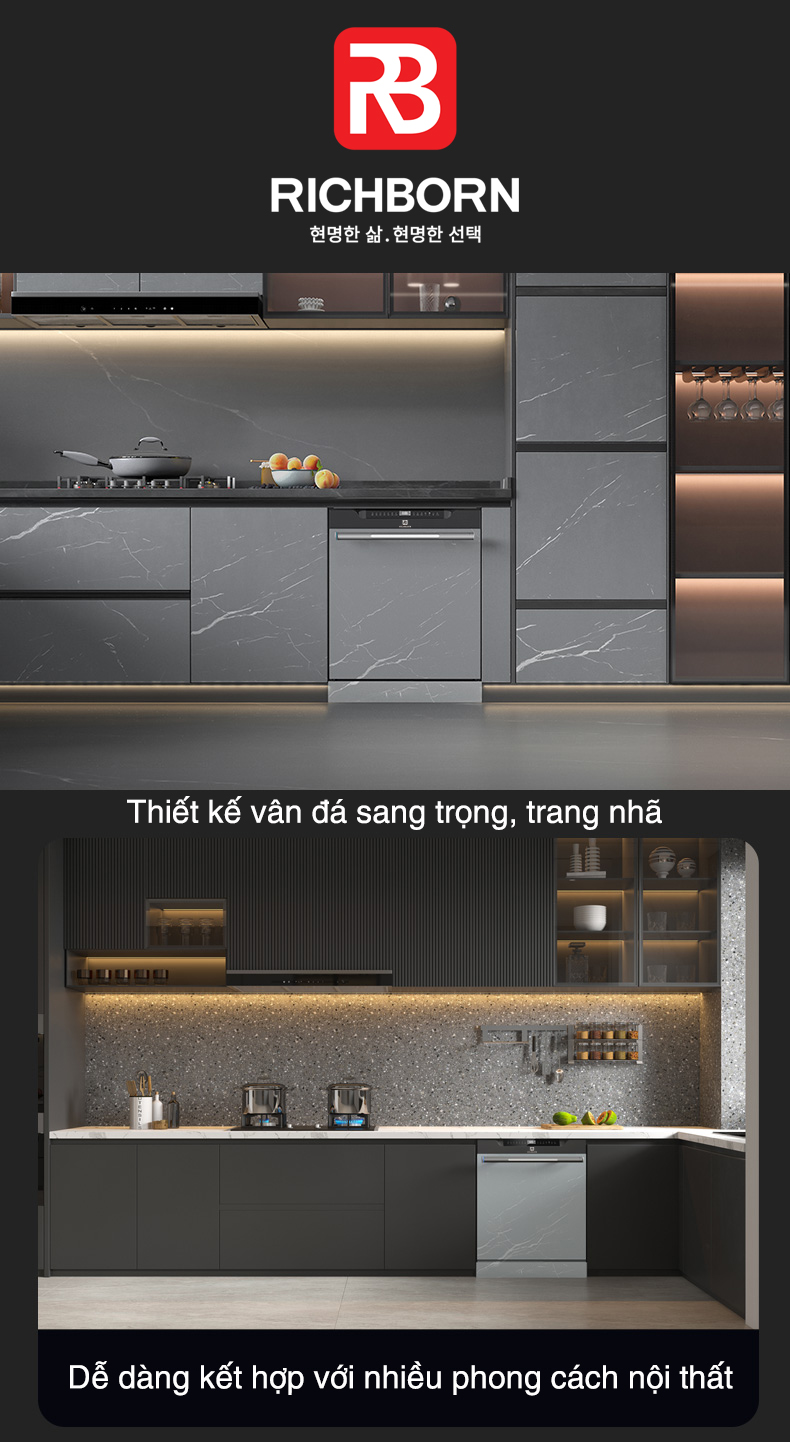 RB
RICHBORN
현명한 삶.현명한 선택
Thiết kế vân đá sang trọng, trang nhã
Dễ dàng kết hợp với nhiều phong cách nội thất